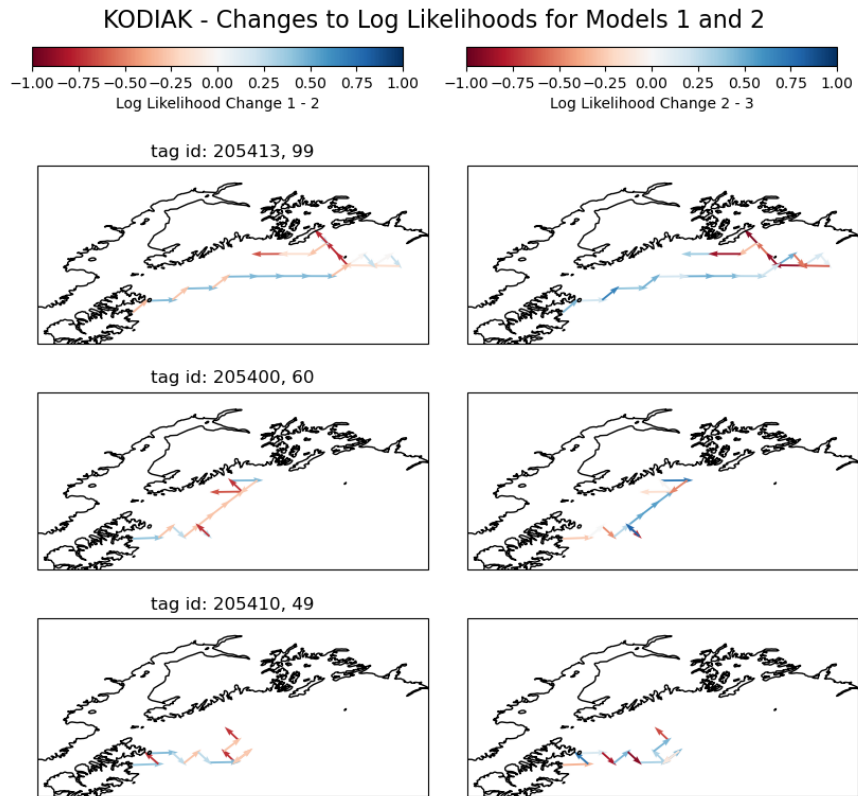 KODIAK - Changes to Log Likelihoods for Models 1 and 2
−1.00 −0.75 −0.50 −0.25 0.00 0.25 0.50 0.75 1.00
Log Likelihood Change 1 - 2
−1.00 −0.75 −0.50 −0.25 0.00 0.25 0.50 0.75 1.00
Log Likelihood Change 2 - 3
tag id: 205413, 99
tag id: 205400, 60
tag id: 205410, 49